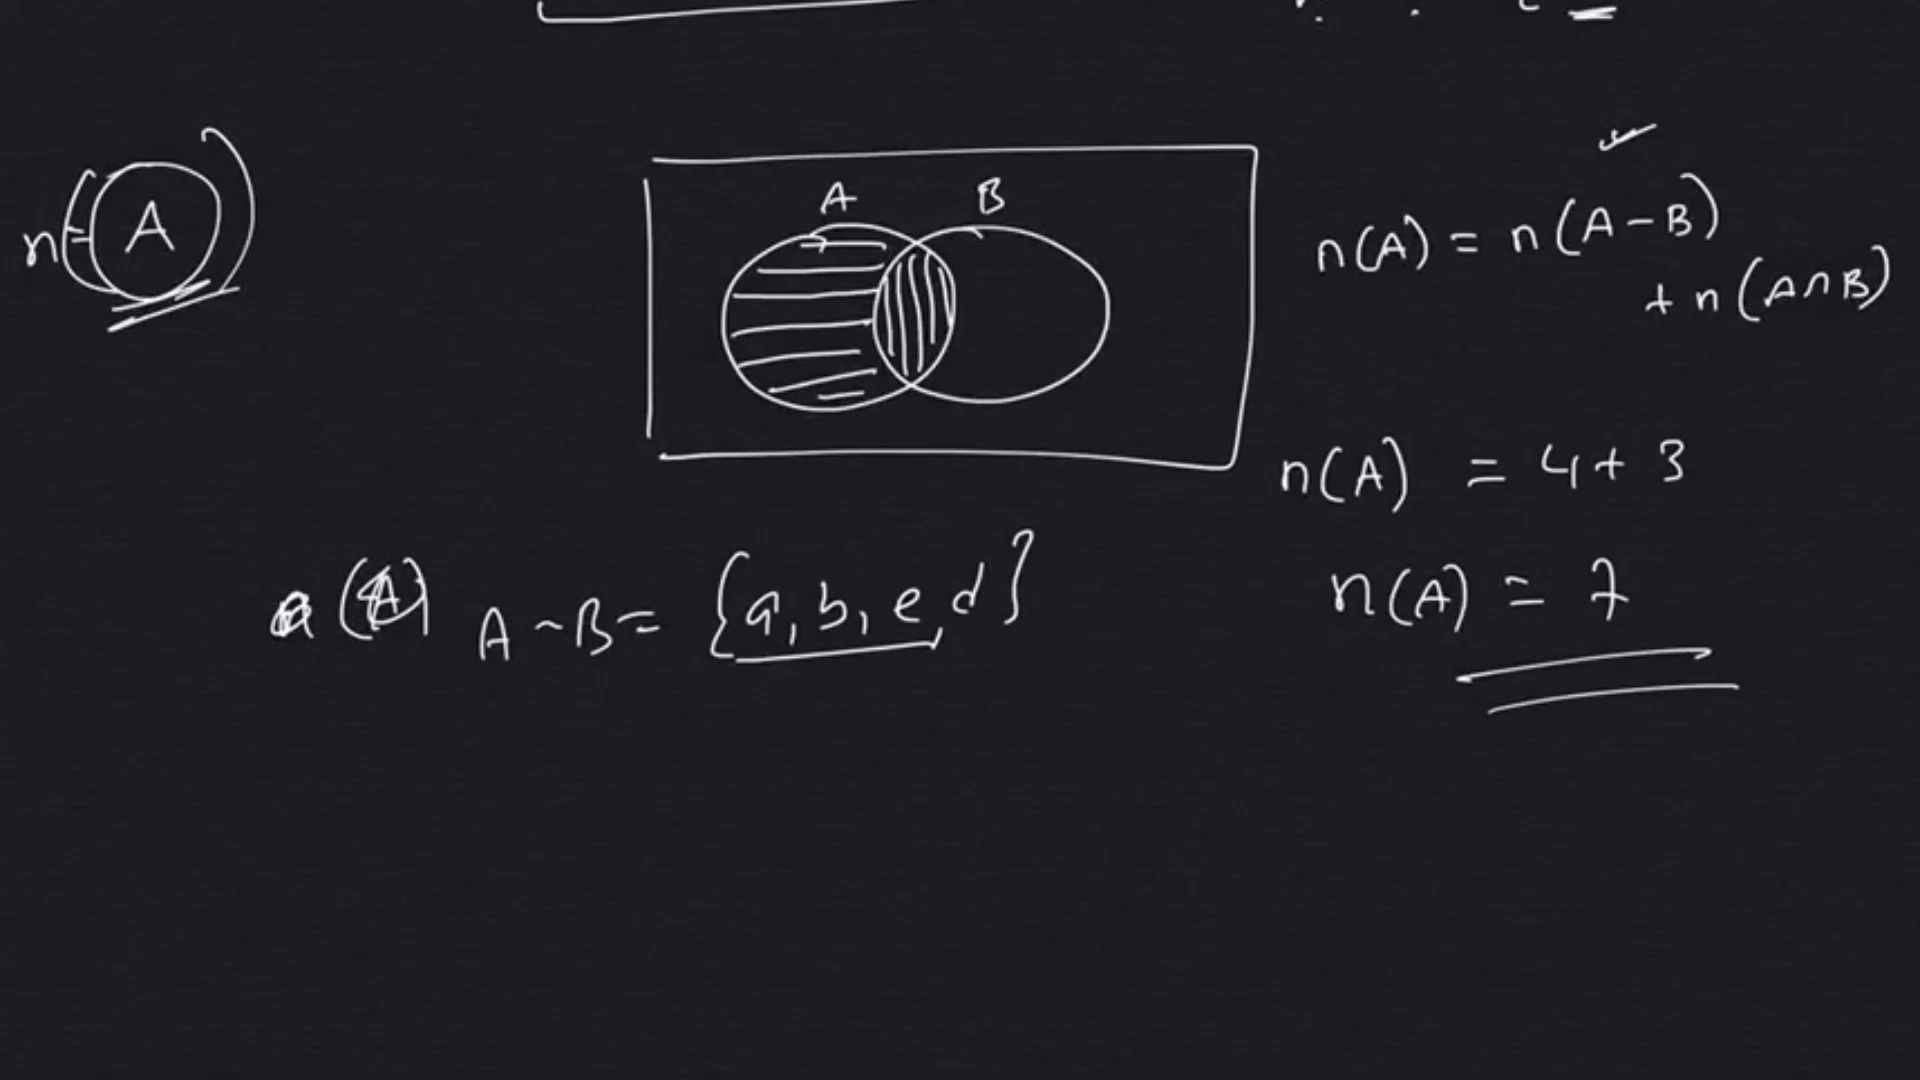 n(A)
A B
n(A) = n(A-B)
+ n(A∩B)
n(A) = 4+3
A-B = {a, b, e, d}
n(A) = 7